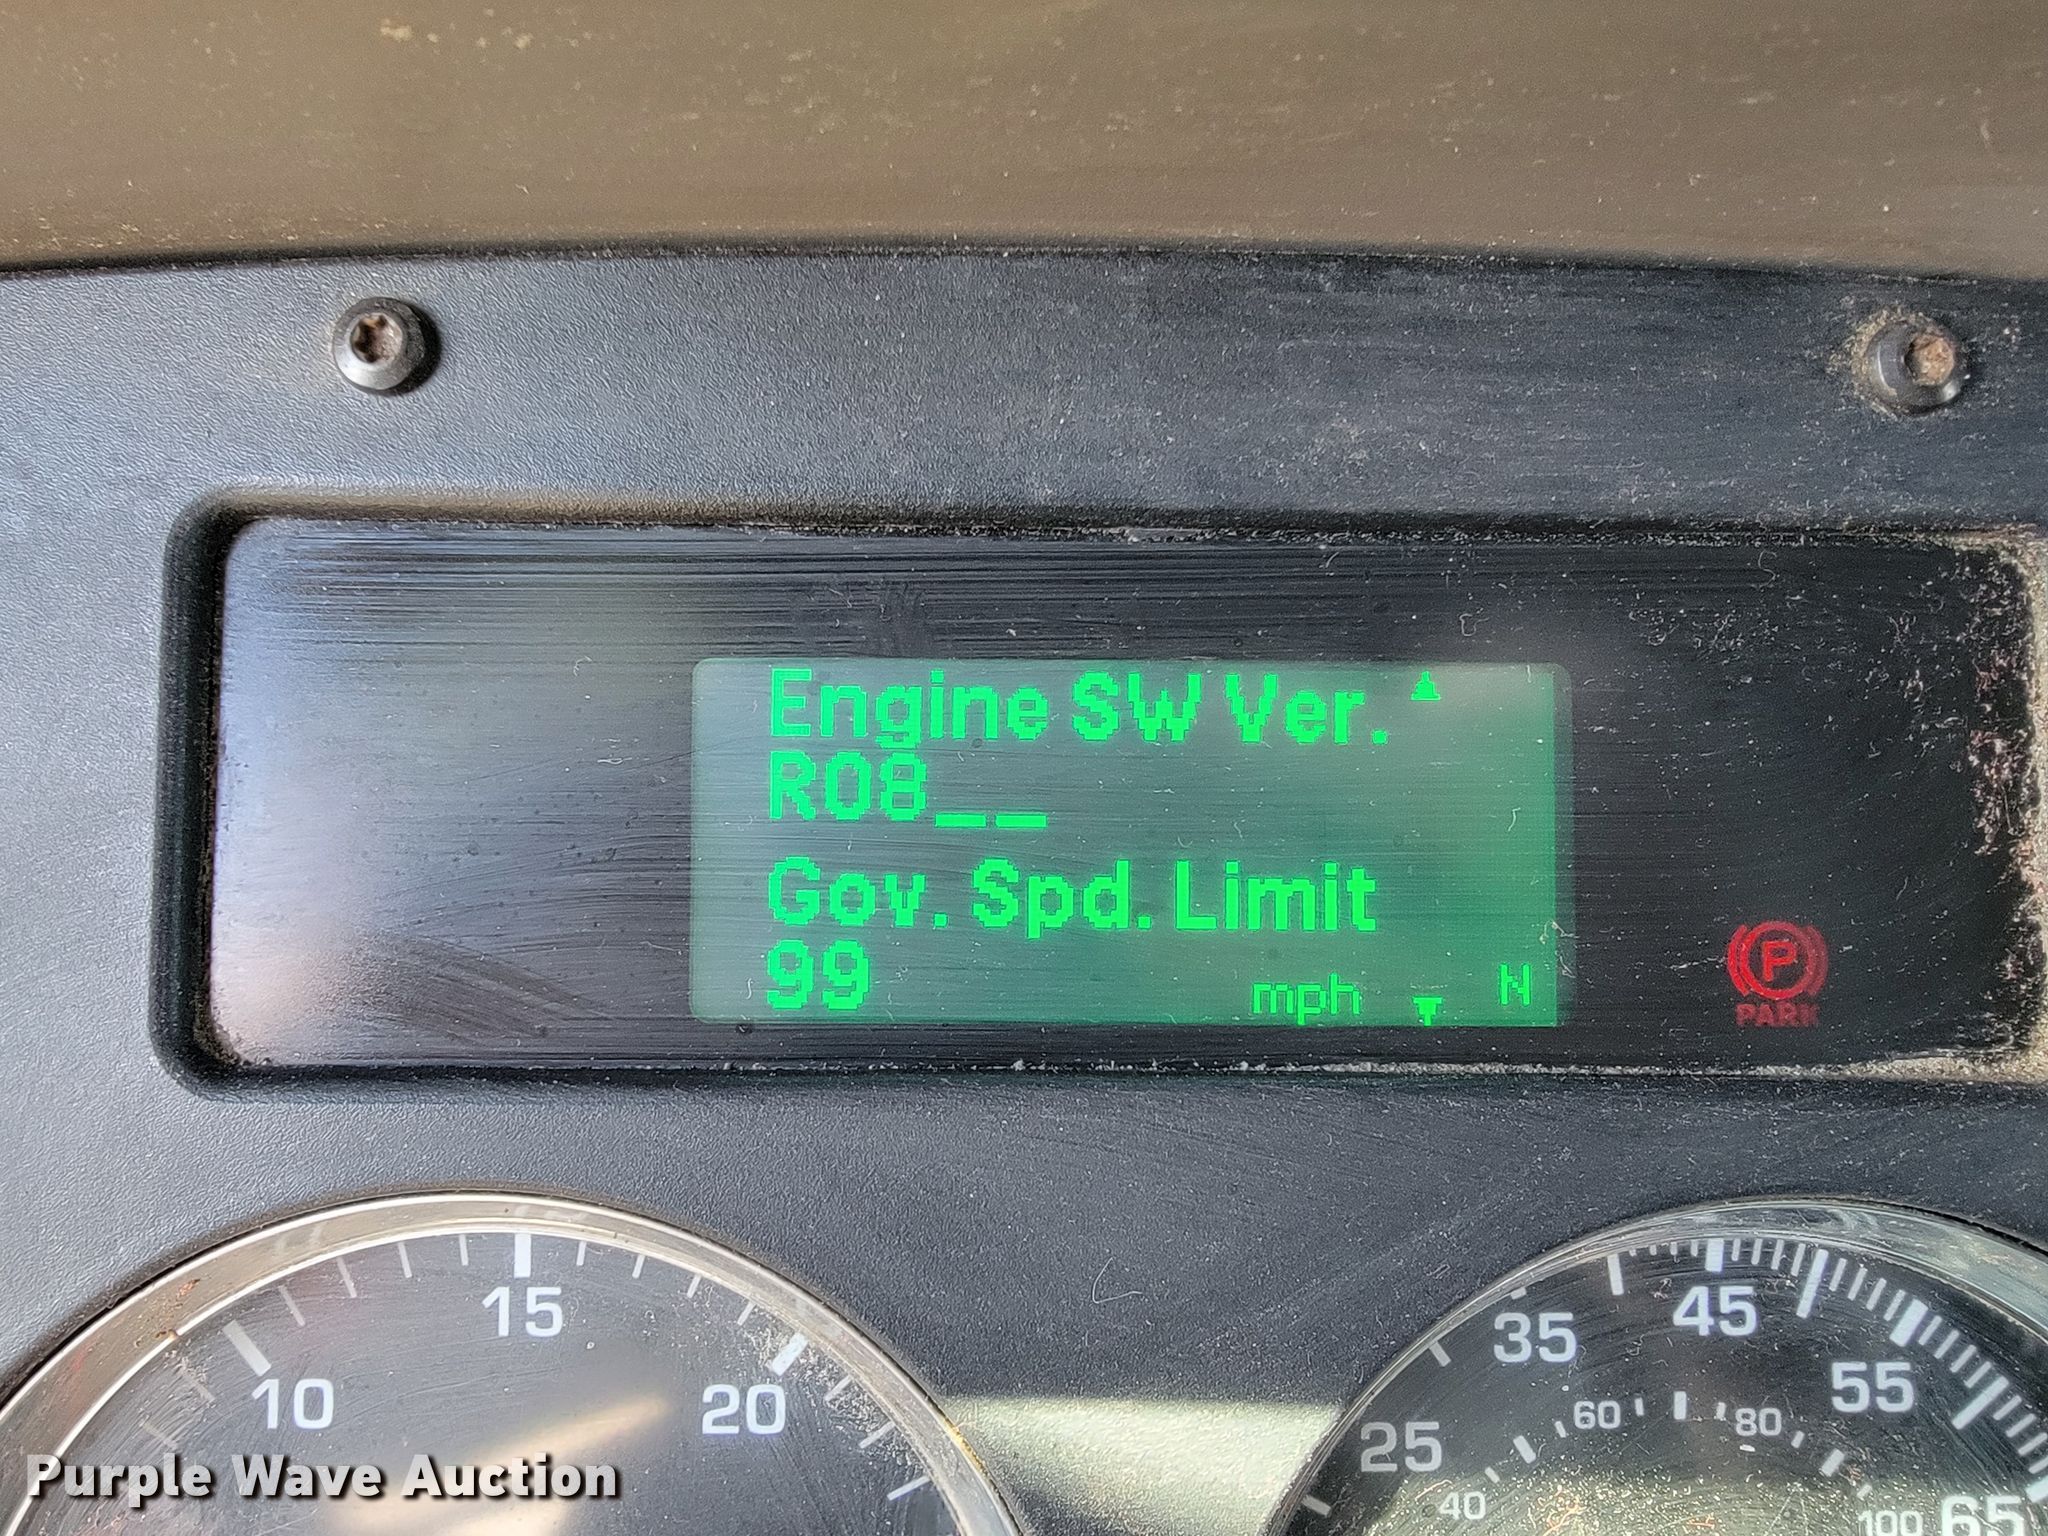 Engine SW Ver.
R08__
Gov. Spd. Limit
99 mph N
P
PARK
10
15
20
25
35
45
55
65
40
60
80
100
Purple Wave Auction